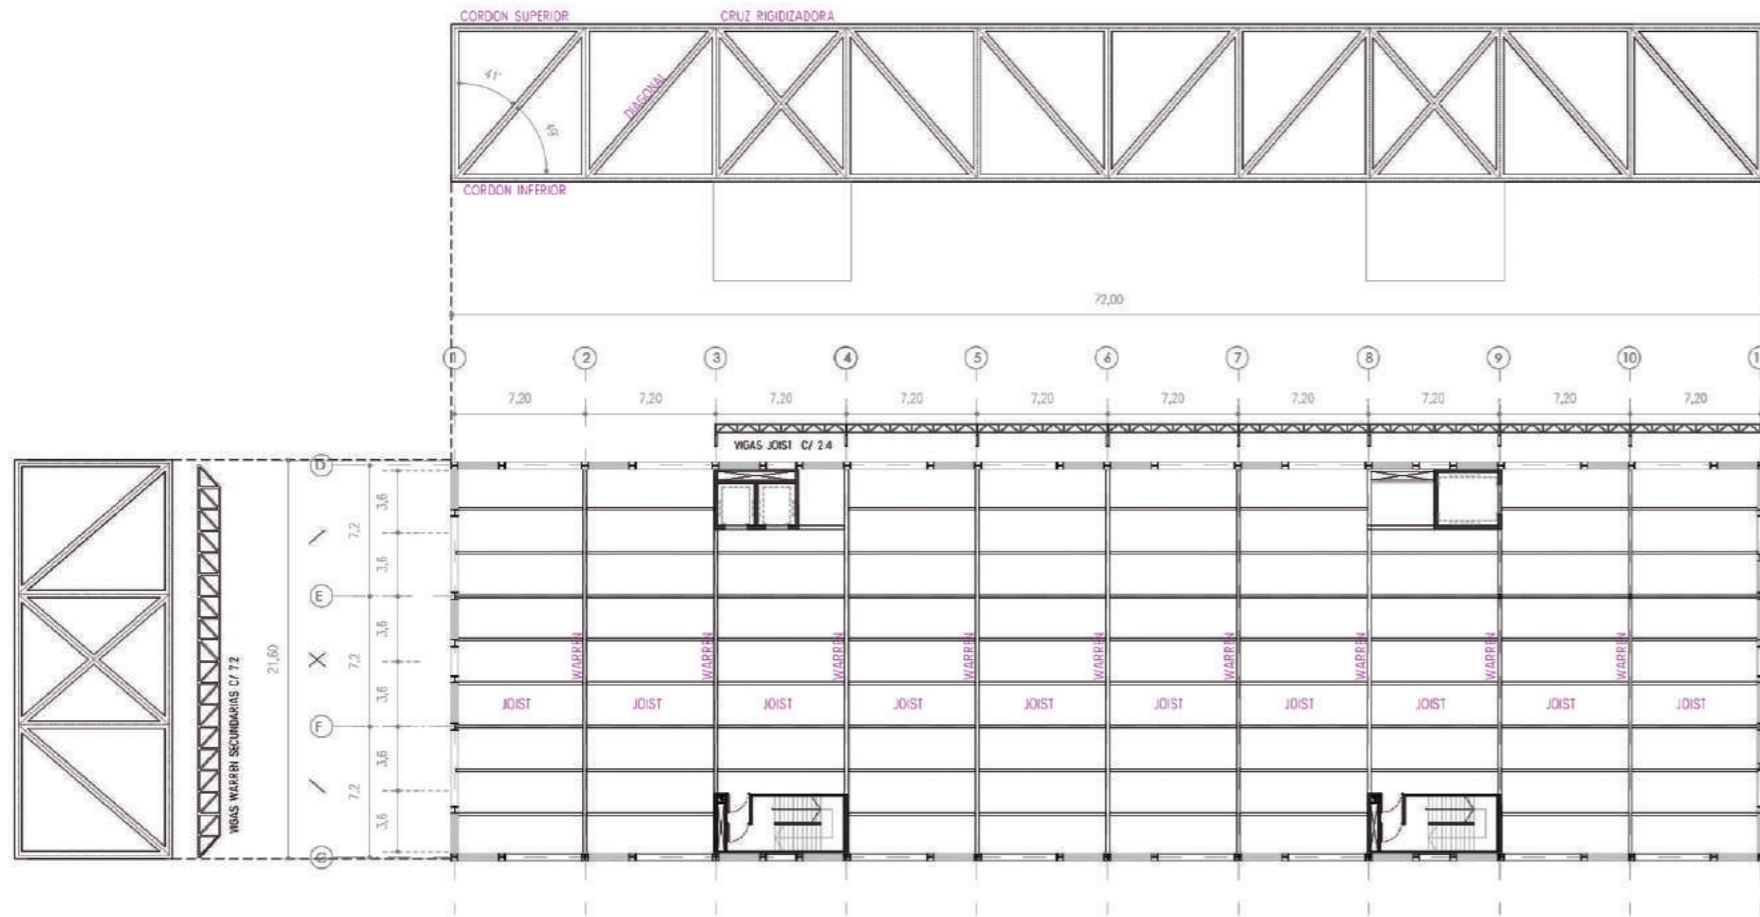 CORDON SUPERIOR
CRUZ RIGIDIZADORA
41°
49°
DIAGONAL
CORDON INFERIOR
72,00
1 2 3 4 5 6 7 8 9 10
7,20 7,20 7,20 7,20 7,20 7,20 7,20 7,20 7,20 7,20
VIGAS JOIST C/ 2.4
D
3,6
7,2
3,6
E
3,6
7,2
3,6
F
3,6
7,2
3,6
C
21,60
VIGAS WARREN SECUNDARIAS C/ 7.2
WARREN WARREN WARREN WARREN WARREN WARREN WARREN WARREN WARREN
JOIST JOIST JOIST JOIST JOIST JOIST JOIST JOIST JOIST JOIST